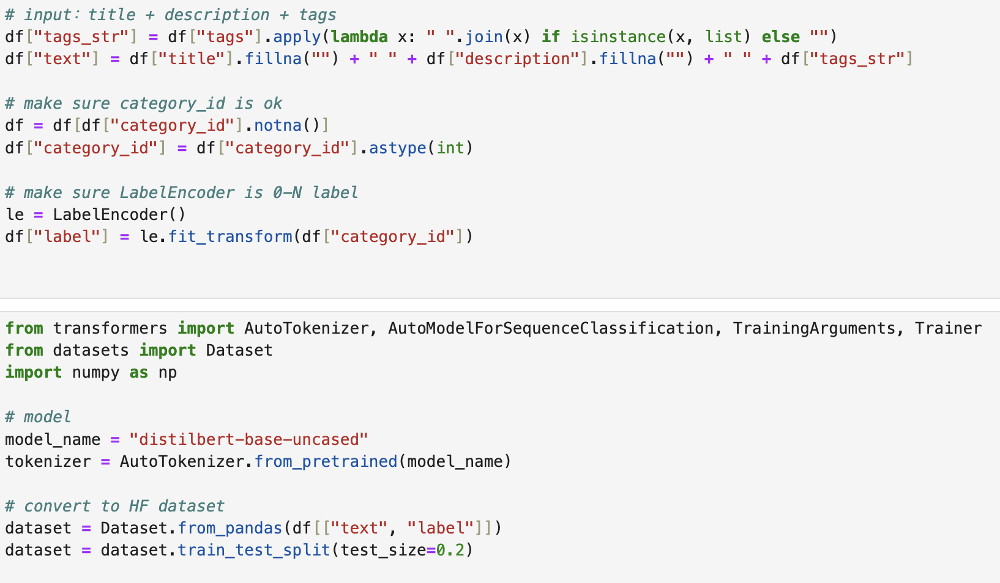 # input: title + description + tags
df["tags_str"] = df["tags"].apply(lambda x: " ".join(x) if isinstance(x, list) else "")
df["text"] = df["title"].fillna("") + " " + df["description"].fillna("") + " " + df["tags_str"]
# make sure category_id is ok
df = df[df["category_id"].notna()]
df["category_id"] = df["category_id"].astype(int)
# make sure LabelEncoder is 0–N label
le = LabelEncoder()
df["label"] = le.fit_transform(df["category_id"])
from transformers import AutoTokenizer, AutoModelForSequenceClassification, TrainingArguments, Trainer
from datasets import Dataset
import numpy as np
# model
model_name = "distilbert-base-uncased"
tokenizer = AutoTokenizer.from_pretrained(model_name)
# convert to HF dataset
dataset = Dataset.from_pandas(df[["text", "label"]])
dataset = dataset.train_test_split(test_size=0.2)